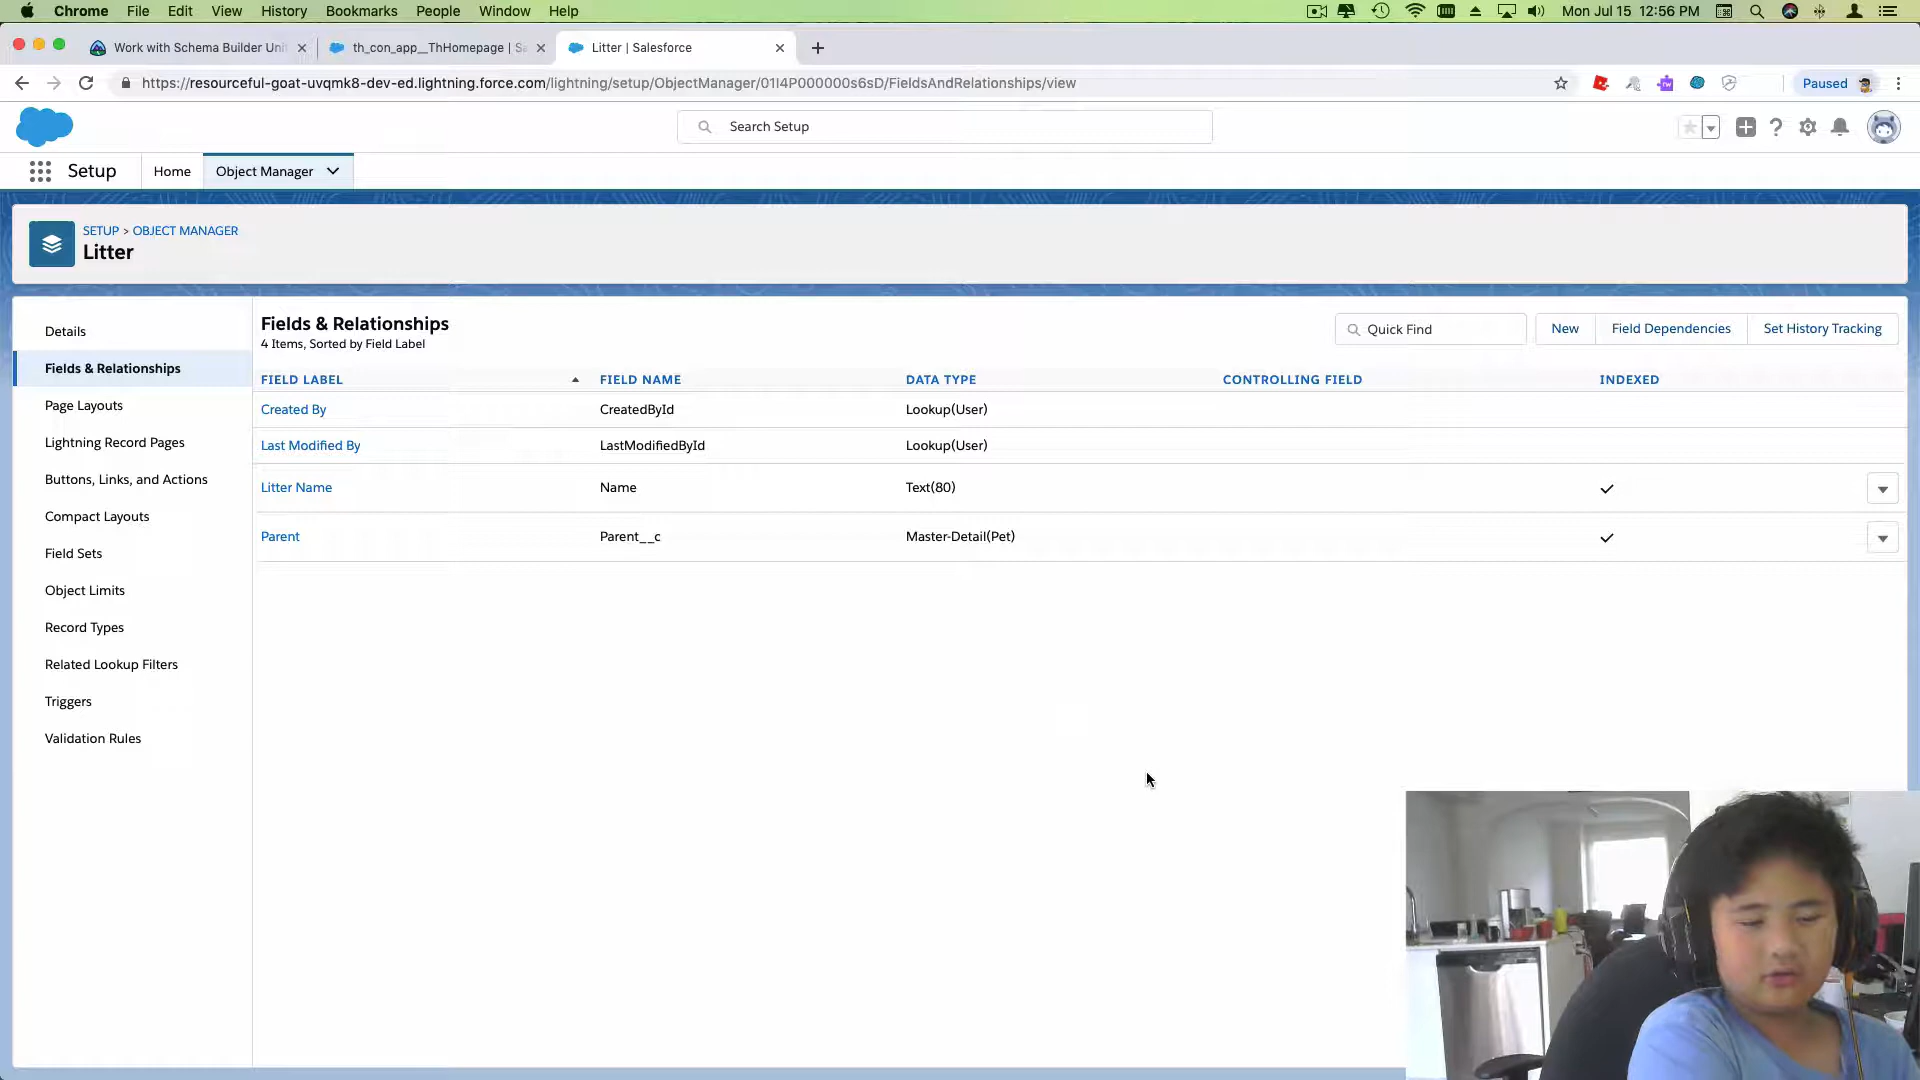 Chrome File Edit View History Bookmarks People Window Help Mon Jul 15 12:56 PM
Work with Schema Builder Uni
th_con_app__ThHomepage | Sa
Litter | Salesforce
https://resourceful-goat-uvqmk8-dev-ed.lightning.force.com/lightning/setup/ObjectManager/01I4P000000s6sD/FieldsAndRelationships/view
Paused
Search Setup
Setup Home Object Manager
SETUP > OBJECT MANAGER
Litter
Details
Fields & Relationships
Page Layouts
Lightning Record Pages
Buttons, Links, and Actions
Compact Layouts
Field Sets
Object Limits
Record Types
Related Lookup Filters
Triggers
Validation Rules
Fields & Relationships
4 Items, Sorted by Field Label
Quick Find New Field Dependencies Set History Tracking
FIELD LABEL FIELD NAME DATA TYPE CONTROLLING FIELD INDEXED
Created By CreatedById Lookup(User)
Last Modified By LastModifiedById Lookup(User)
Litter Name Name Text(80)
Parent Parent__c Master-Detail(Pet)